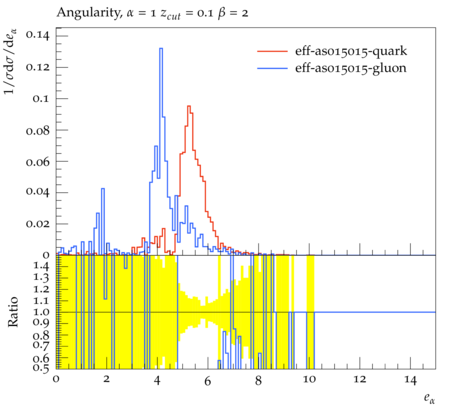 Angularity, α = 1 z_cut = 0.1 β = 2
1/σdσ/de_α
0.14
0.12
0.1
0.08
0.06
0.04
0.02
0
eff-as015015-quark
eff-as015015-gluon
Ratio
1.4
1.3
1.2
1.1
1.0
0.9
0.8
0.7
0.6
0.5
0 2 4 6 8 10 12 14
e_α